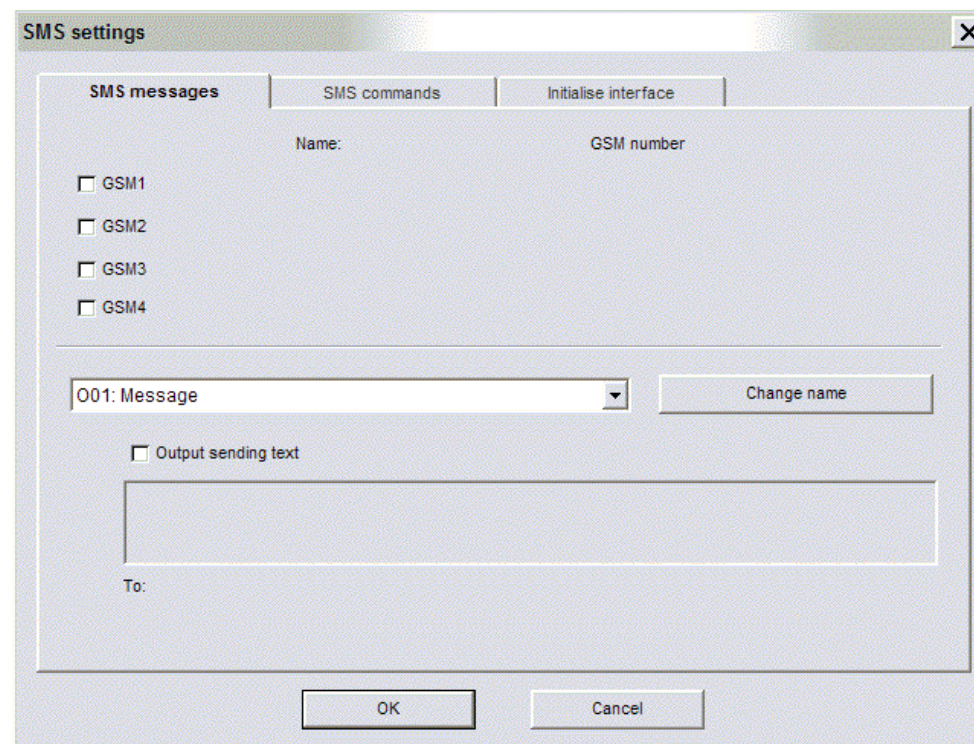 SMS settings
SMS messages SMS commands Initialise interface
Name: GSM number
GSM1
GSM2
GSM3
GSM4
O01: Message Change name
Output sending text
To:
OK Cancel